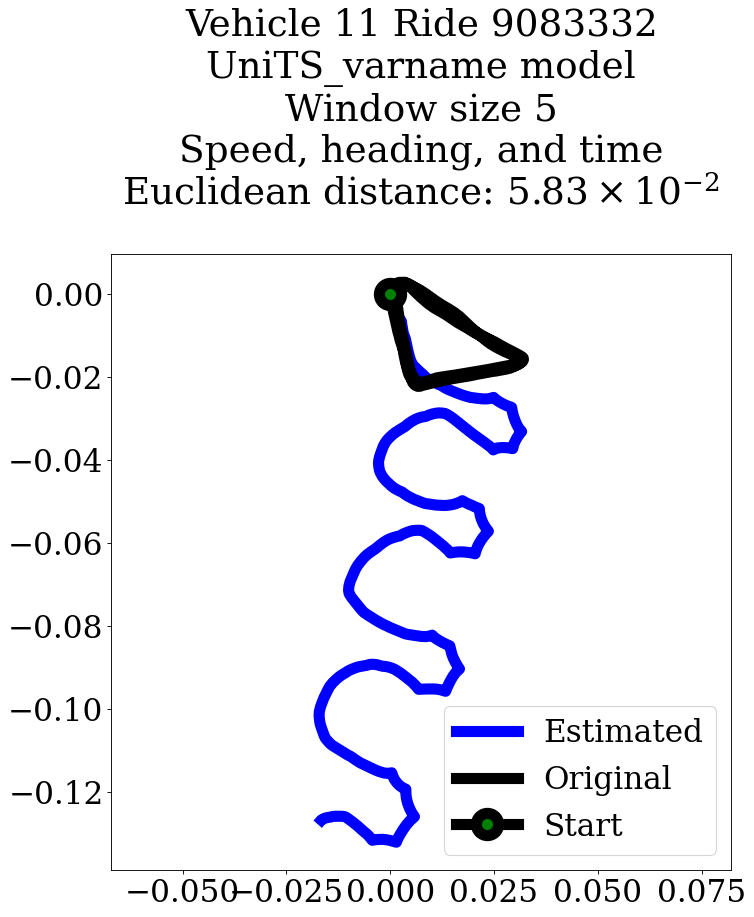 Vehicle 11 Ride 9083332
UniTS_varname model
Window size 5
Speed, heading, and time
Euclidean distance: 5.83 × 10⁻²
0.00
−0.02
−0.04
−0.06
−0.08
−0.10
−0.12
Estimated
Original
Start
−0.050 −0.025 0.000 0.025 0.050 0.075